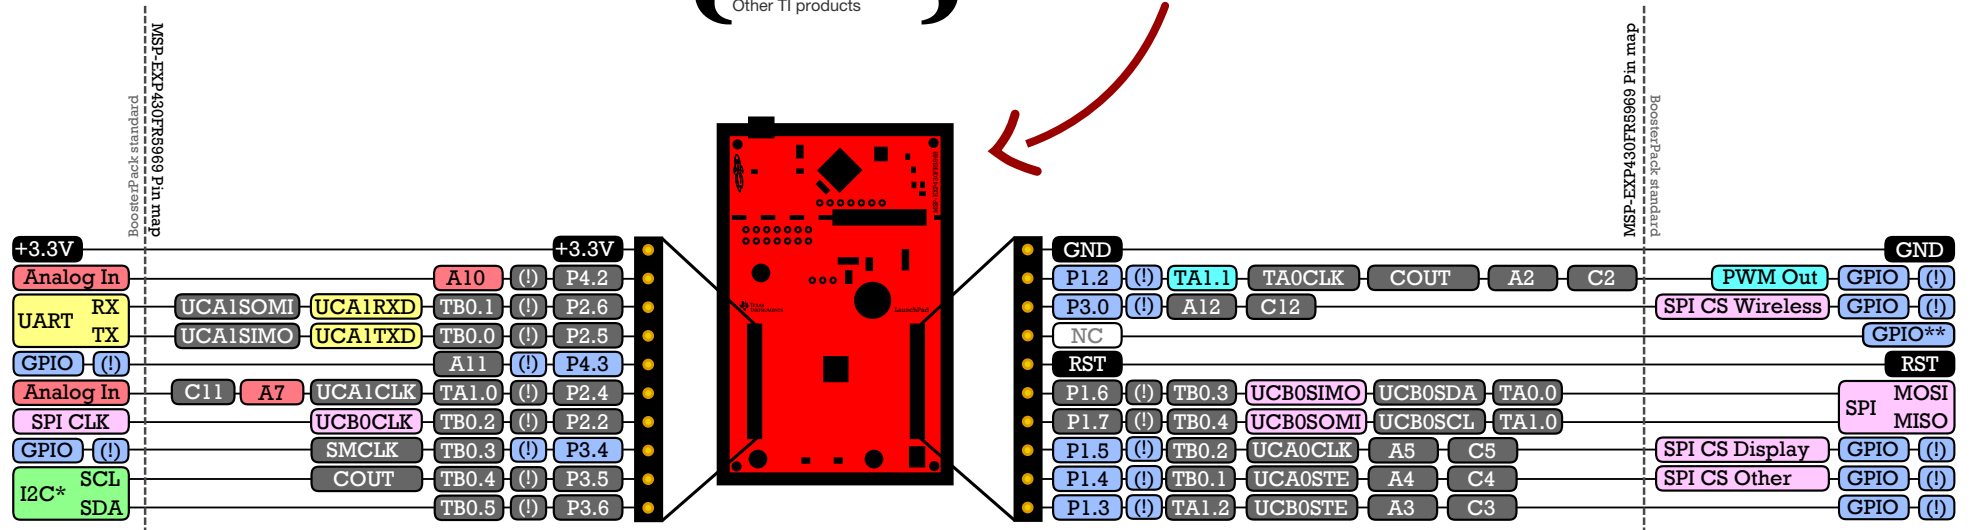 Other TI products
MSP-EXP430FR5969 Pin map
BoosterPack standard
MSP-EXP430FR5969 Pin map
BoosterPack standard
+3.3V +3.3V GND GND
Analog In A10 (!) P4.2 P1.2 (!) TA1.1 TA0CLK COUT A2 C2 PWM Out GPIO (!)
UART RX UCA1SOMI UCA1RXD TB0.1 (!) P2.6 P3.0 (!) A12 C12 SPI CS Wireless GPIO (!)
TX UCA1SIMO UCA1TXD TB0.0 (!) P2.5 NC GPIO**
GPIO (!) A11 (!) P4.3 RST RST
Analog In C11 A7 UCA1CLK TA1.0 (!) P2.4 P1.6 (!) TB0.3 UCB0SIMO UCB0SDA TA0.0 SPI MOSI
SPI CLK UCB0CLK TB0.2 (!) P2.2 P1.7 (!) TB0.4 UCB0SOMI UCB0SCL TA1.0 MISO
GPIO (!) SMCLK TB0.3 (!) P3.4 P1.5 (!) TB0.2 UCA0CLK A5 C5 SPI CS Display GPIO (!)
I2C* SCL COUT TB0.4 (!) P3.5 P1.4 (!) TB0.1 UCA0STE A4 C4 SPI CS Other GPIO (!)
SDA TB0.5 (!) P3.6 P1.3 (!) TA1.2 UCB0STE A3 C3 GPIO (!)
Texas
Instruments
LaunchPad